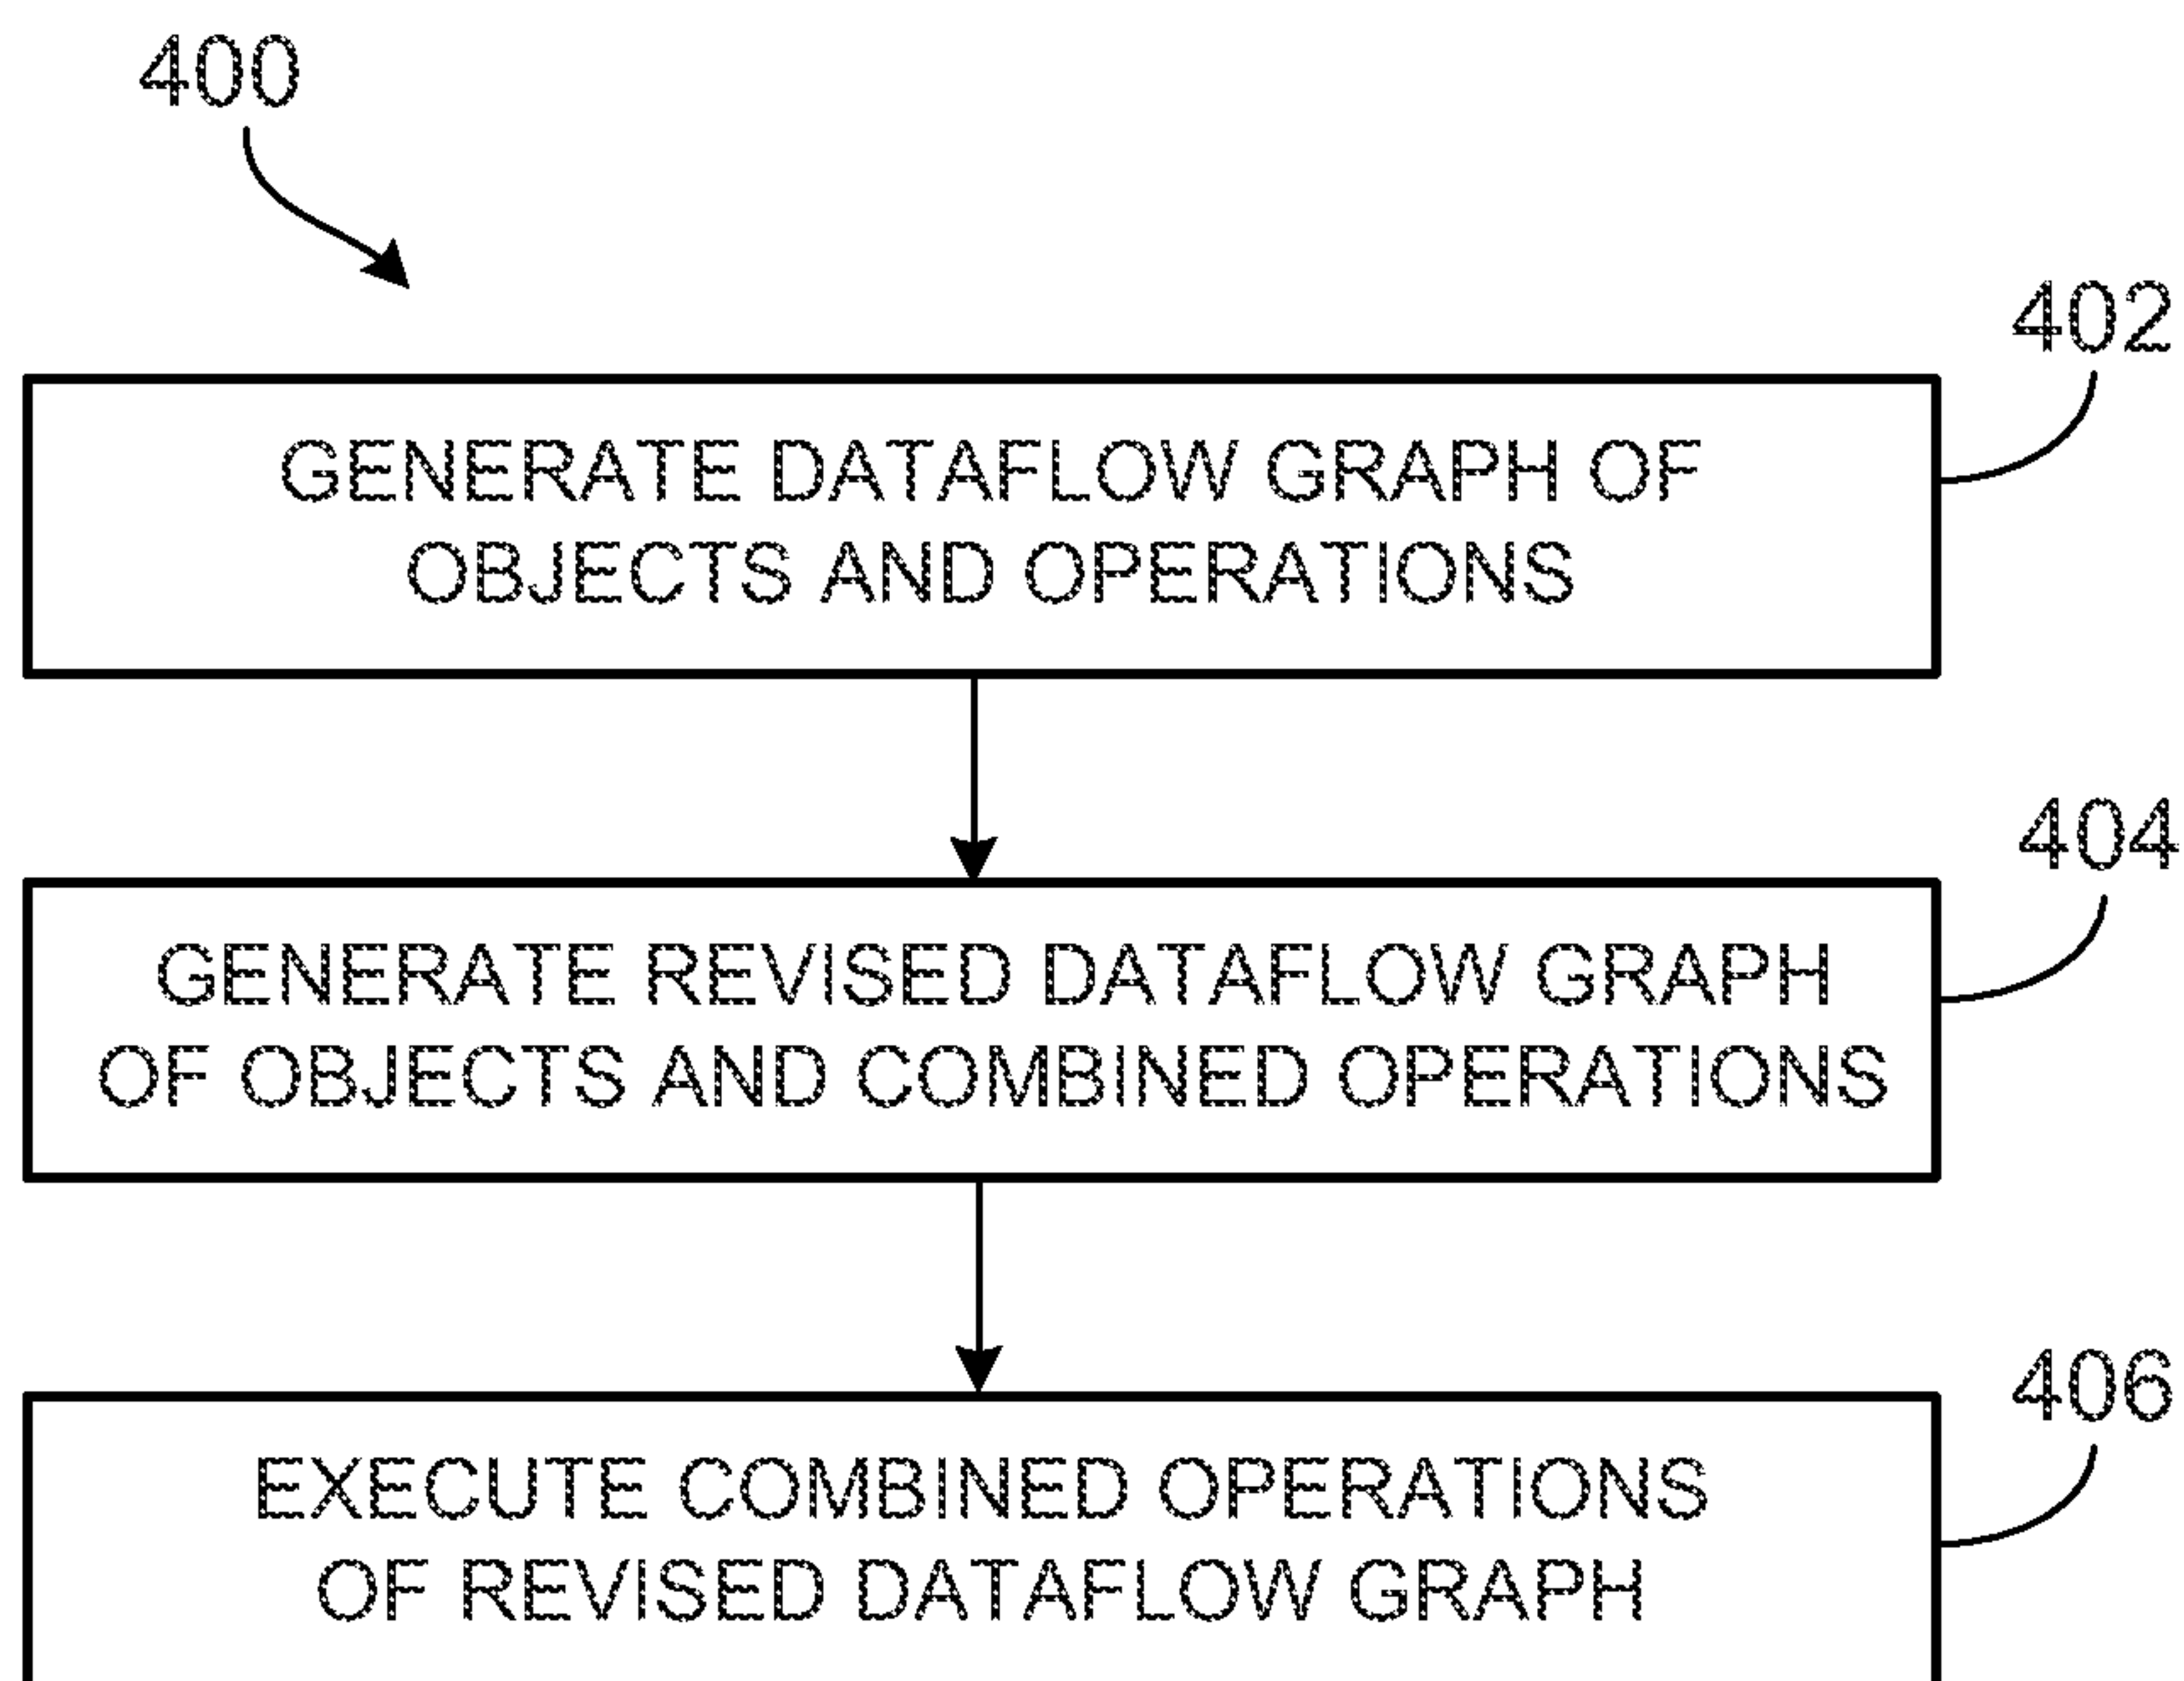 400
402
GENERATE DATAFLOW GRAPH OF
OBJECTS AND OPERATIONS
404
GENERATE REVISED DATAFLOW GRAPH
OF OBJECTS AND COMBINED OPERATIONS
406
EXECUTE COMBINED OPERATIONS
OF REVISED DATAFLOW GRAPH